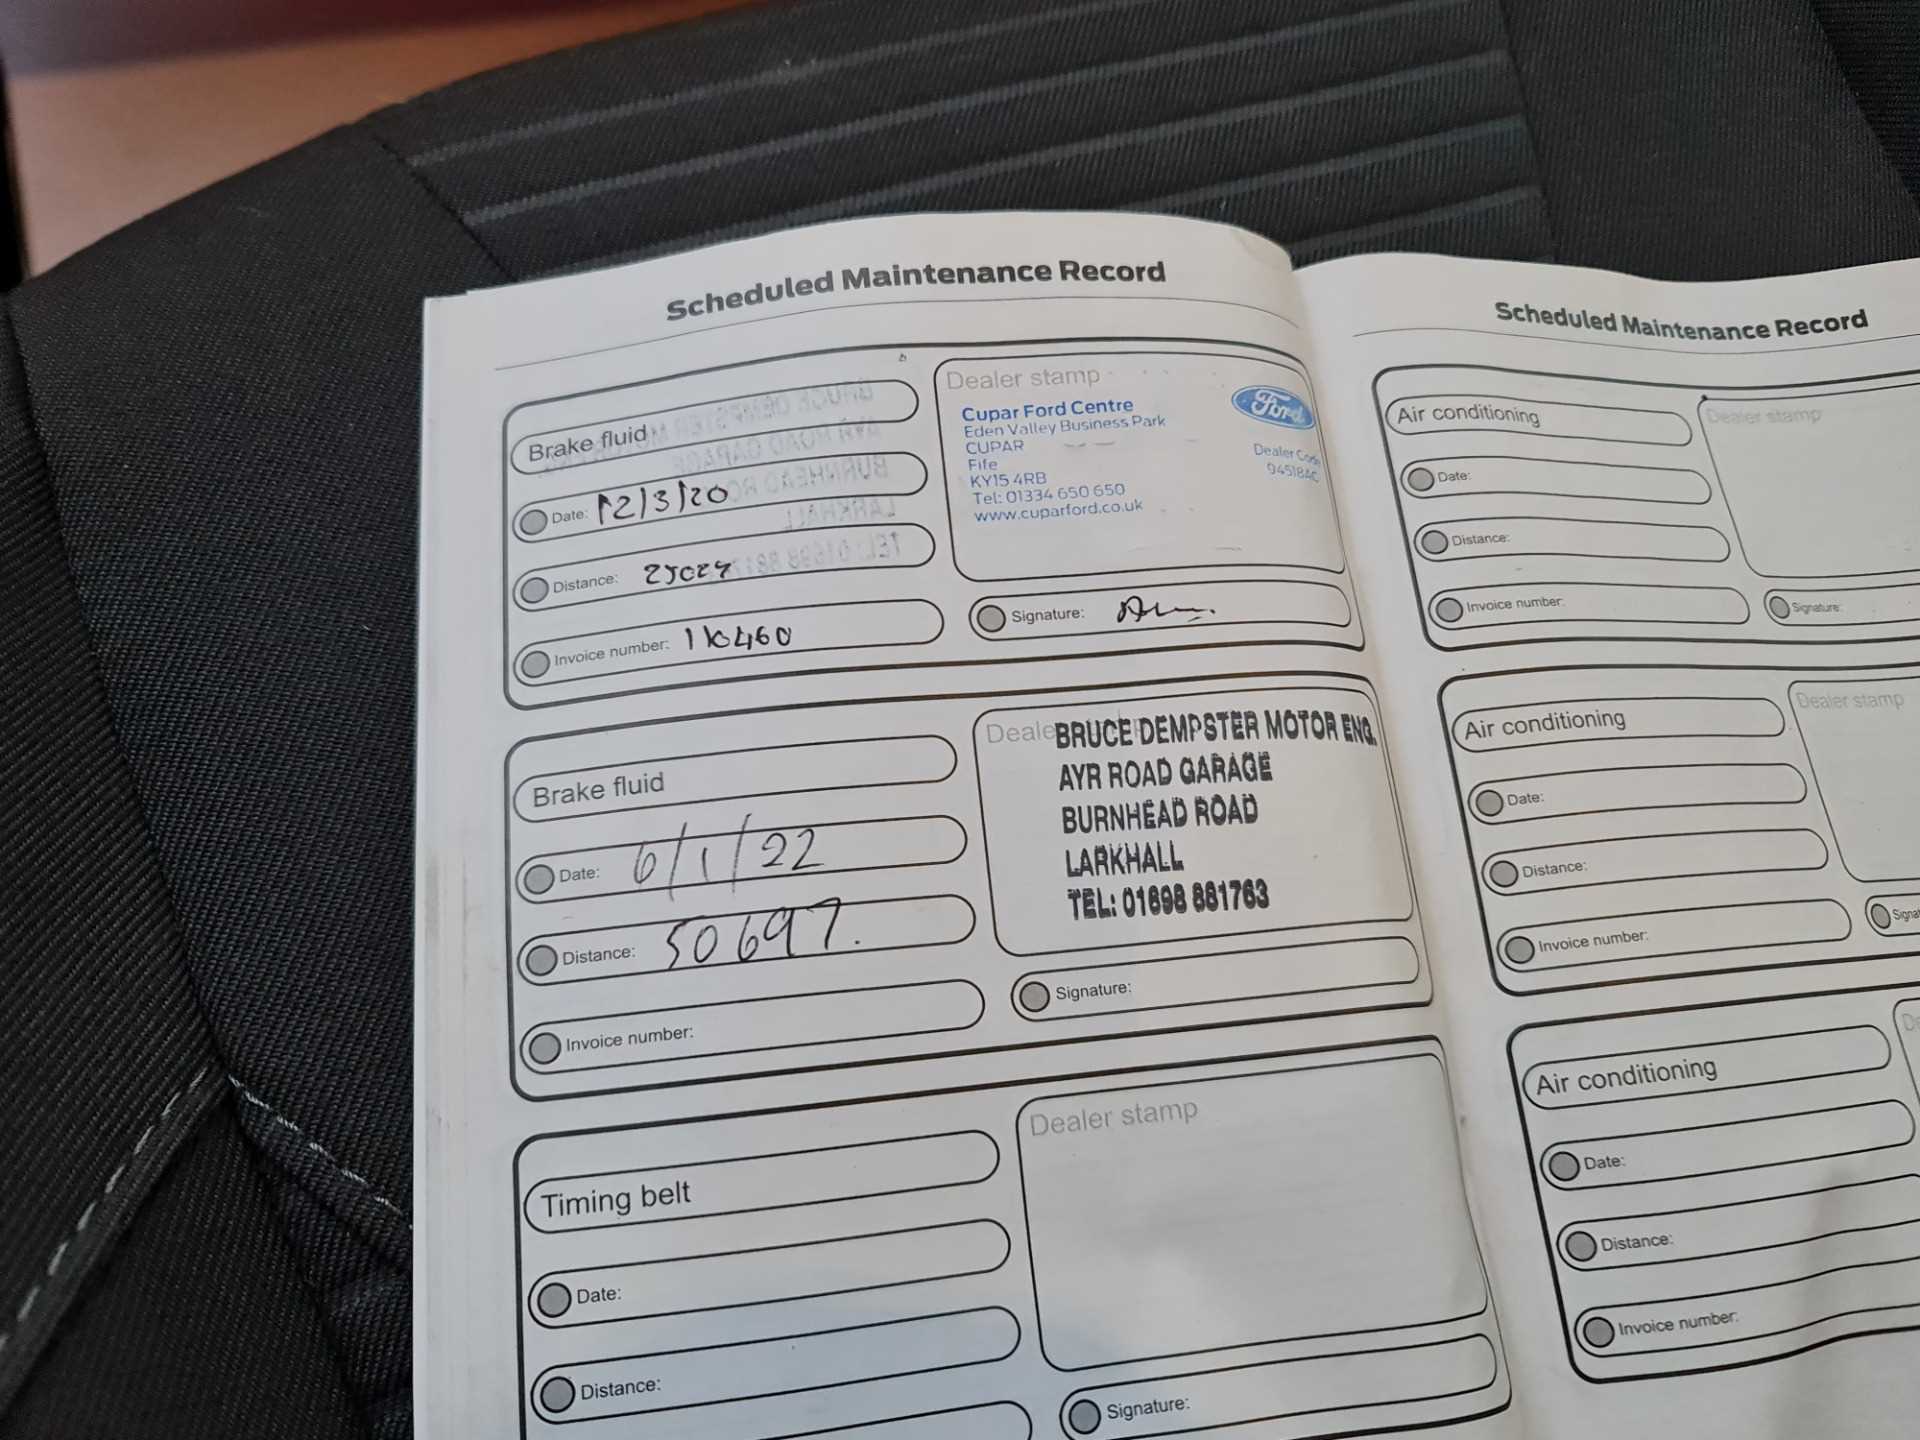 Scheduled Maintenance Record
Brake fluid
Date: 12/3/20
Distance:
Invoice number:
Dealer stamp
Cupar Ford Centre
Eden Valley Business Park
CUPAR
Fife
KY15 4RB
Tel: 01334 650 650
www.cuparford.co.uk
Ford
Dealer Code
94518AC
Signature:
Brake fluid
Date: 6/1/22
Distance: 50697.
Invoice number:
BRUCE DEMPSTER MOTOR ENG.
AYR ROAD GARAGE
BURNHEAD ROAD
LARKHALL
TEL: 01698 881763
Signature:
Timing belt
Date:
Distance:
Dealer stamp
Signature:
Scheduled Maintenance Record
Air conditioning
Date:
Distance:
Invoice number:
Dealer stamp
Signature:
Air conditioning
Date:
Distance:
Invoice number:
Dealer stamp
Air conditioning
Date:
Distance:
Invoice number: